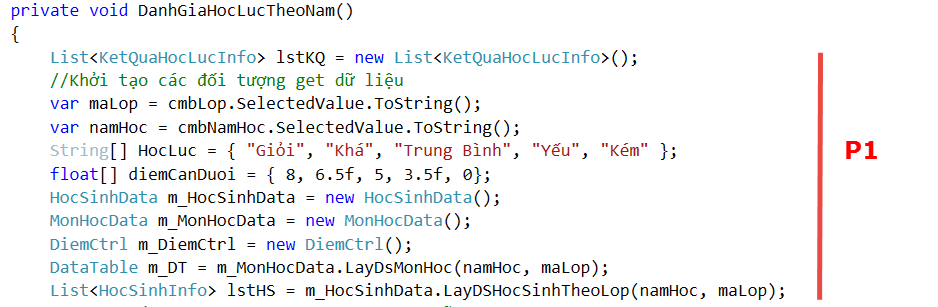 private void DanhGiaHocLucTheoNam()
{
List<KetQuaHocLucInfo> lstKQ = new List<KetQuaHocLucInfo>();
//Khởi tạo các đối tượng get dữ liệu
var maLop = cmbLop.SelectedValue.ToString();
var namHoc = cmbNamHoc.SelectedValue.ToString();
String[] HocLuc = { "Giỏi", "Khá", "Trung Bình", "Yếu", "Kém" };
P1
float[] diemCanDuoi = { 8, 6.5f, 5, 3.5f, 0};
HocSinhData m_HocSinhData = new HocSinhData();
MonHocData m_MonHocData = new MonHocData();
DiemCtrl m_DiemCtrl = new DiemCtrl();
DataTable m_DT = m_MonHocData.LayDsMonHoc(namHoc, maLop);
List<HocSinhInfo> lstHS = m_HocSinhData.LayDSHocSinhTheoLop(namHoc, maLop);